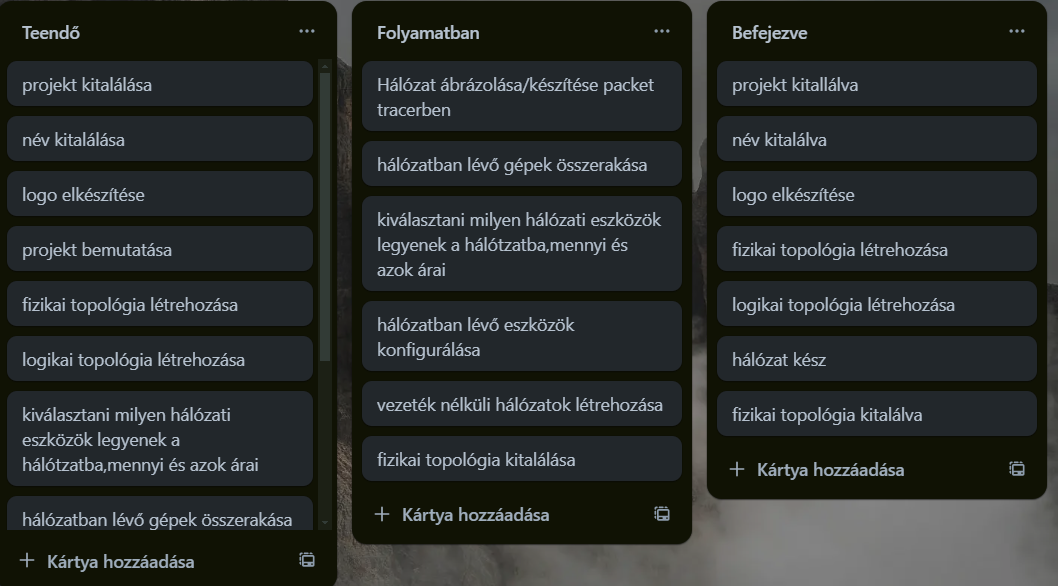 Teendő
projekt kitalálása
név kitalálása
logo elkészítése
projekt bemutatása
fizikai topológia létrehozása
logikai topológia létrehozása
kiválasztani milyen hálózati
eszközök legyenek a
hálótzatba,mennyi és azok árai
hálózatban lévő gépek összerakása
Kártya hozzáadása
Folyamatban
Hálózat ábrázolása/készítése packet
tracerben
hálózatban lévő gépek összerakása
kiválasztani milyen hálózati eszközök
legyenek a hálótzatba,mennyi és
azok árai
hálózatban lévő eszközök
konfigurálása
vezeték nélküli hálózatok létrehozása
fizikai topológia kitalálása
Kártya hozzáadása
Befejezve
projekt kitallálva
név kitalálva
logo elkészítése
fizikai topológia létrehozása
logikai topológia létrehozása
hálózat kész
fizikai topológia kitalálva
Kártya hozzáadása